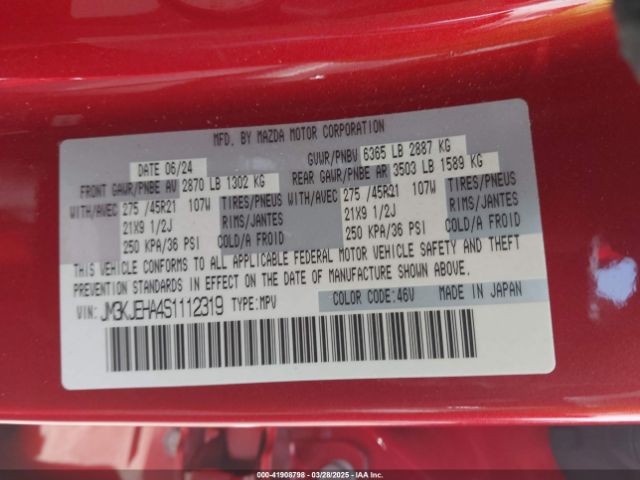 MFD. BY MAZDA MOTOR CORPORATION
DATE 06/24 GVWR/PNBV 6365 LB 2887 KG
FRONT GAWR/PNBE AV 2870 LB 1302 KG REAR GAWR/PNBE AR 3503 LB 1589 KG
WITH/AVEC 275 /45R21 107W TIRES/PNEUS WITH/AVEC 275 /45R21 107W TIRES/PNEUS
21X9 1/2J RIMS/JANTES 21X9 1/2J RIMS/JANTES
250 KPA/36 PSI COLD/A FROID 250 KPA/36 PSI COLD/A FROID
THIS VEHICLE CONFORMS TO ALL APPLICABLE FEDERAL MOTOR VEHICLE SAFETY AND THEFT
PREVENTION STANDARDS IN EFFECT ON THE DATE OF MANUFACTURE SHOWN ABOVE.
VIN: JM3KJEHA4S1112319 TYPE:MPV COLOR CODE:46V MADE IN JAPAN
000-41908798 - 03/28/2025 - IAAI.COM